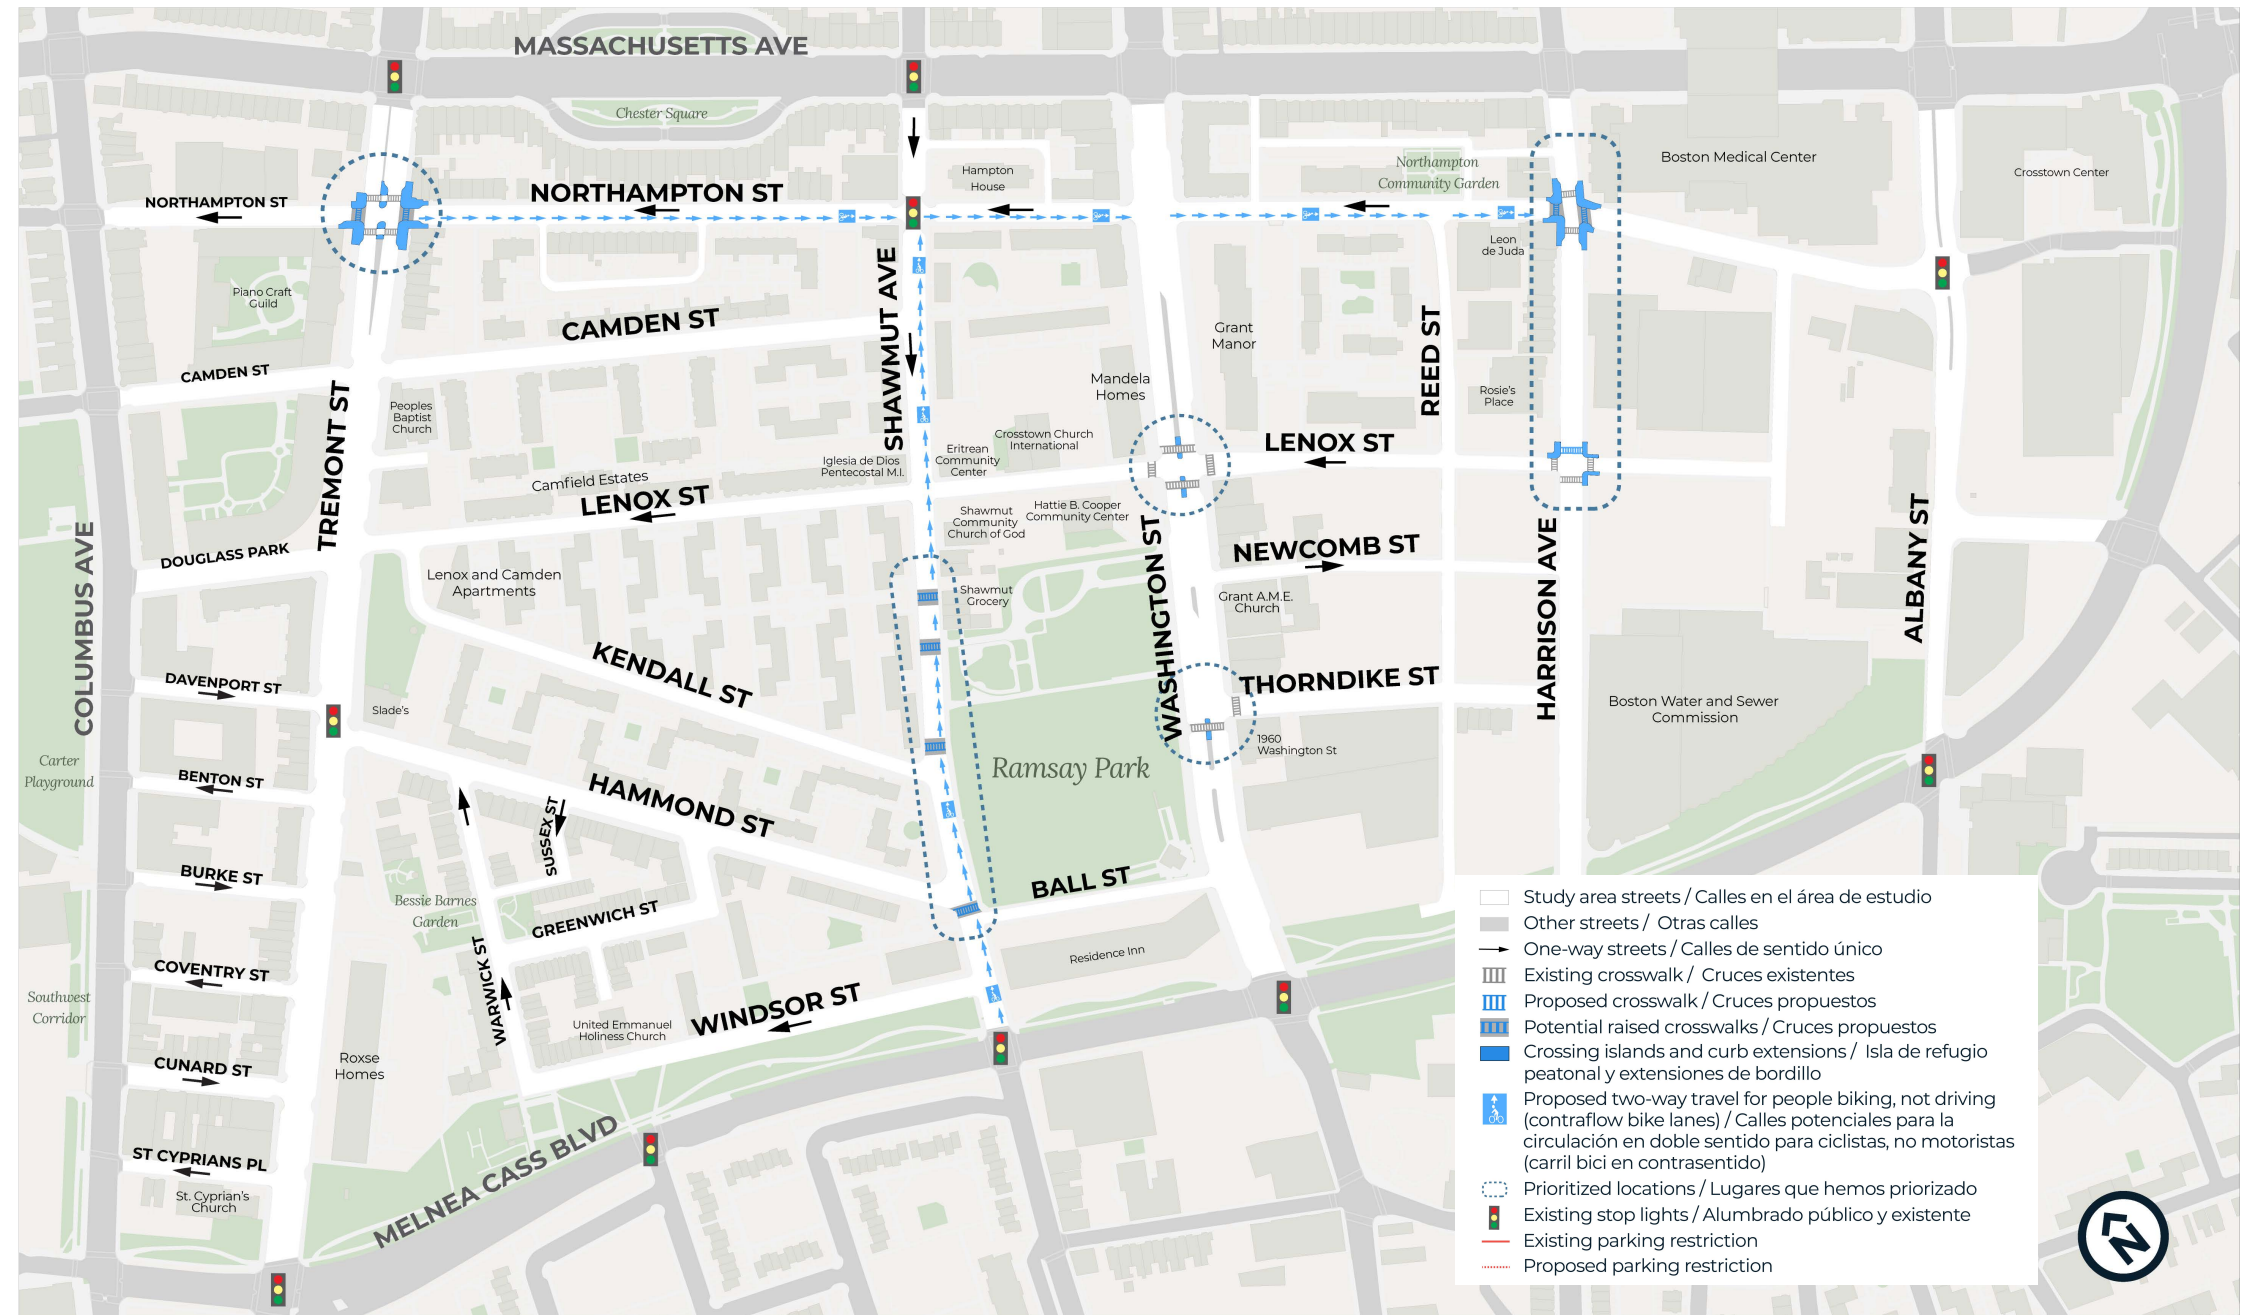 MASSACHUSETTS AVE
Chester Square
NORTHAMPTON ST
NORTHAMPTON ST
Hampton
House
Northampton
Community Garden
Boston Medical Center
Crosstown Center
Leon
de Juda
Piano Craft
Guild
CAMDEN ST
CAMDEN ST
SHAWMUT AVE
Grant
Manor
REED ST
Mandela
Homes
Rosie's
Place
TREMONT ST
Peoples
Baptist
Church
Crosstown Church
International
Eritrean
Community
Center
Iglesia de Dios
Pentecostal M.I.
Camfield Estates
LENOX ST
LENOX ST
Hattie B. Cooper
Community Center
Shawmut
Community
Church of God
COLUMBUS AVE
DOUGLASS PARK
Lenox and Camden
Apartments
NEWCOMB ST
WASHINGTON ST
HARRISON AVE
ALBANY ST
Shawmut
Grocery
Grant A.M.E.
Church
KENDALL ST
DAVENPORT ST
Slade's
THORNDIKE ST
Boston Water and Sewer
Commission
1960
Washington St
Carter
Playground
Ramsay Park
BENTON ST
HAMMOND ST
SUSSEX ST
BURKE ST
Bessie Barnes
Garden
GREENWICH ST
BALL ST
WARWICK ST
Residence Inn
COVENTRY ST
Southwest
Corridor
WINDSOR ST
United Emmanuel
Holiness Church
Roxse
Homes
CUNARD ST
MELNEA CASS BLVD
ST CYPRIANS PL
St. Cyprian's
Church
Study area streets / Calles en el área de estudio
Other streets / Otras calles
One-way streets / Calles de sentido único
Existing crosswalk / Cruces existentes
Proposed crosswalk / Cruces propuestos
Potential raised crosswalks / Cruces propuestos
Crossing islands and curb extensions / Isla de refugio
peatonal y extensiones de bordillo
Proposed two-way travel for people biking, not driving
(contraflow bike lanes) / Calles potenciales para la
circulación en doble sentido para ciclistas, no motoristas
(carril bici en contrasentido)
Prioritized locations / Lugares que hemos priorizado
Existing stop lights / Alumbrado público y existente
Existing parking restriction
Proposed parking restriction
N